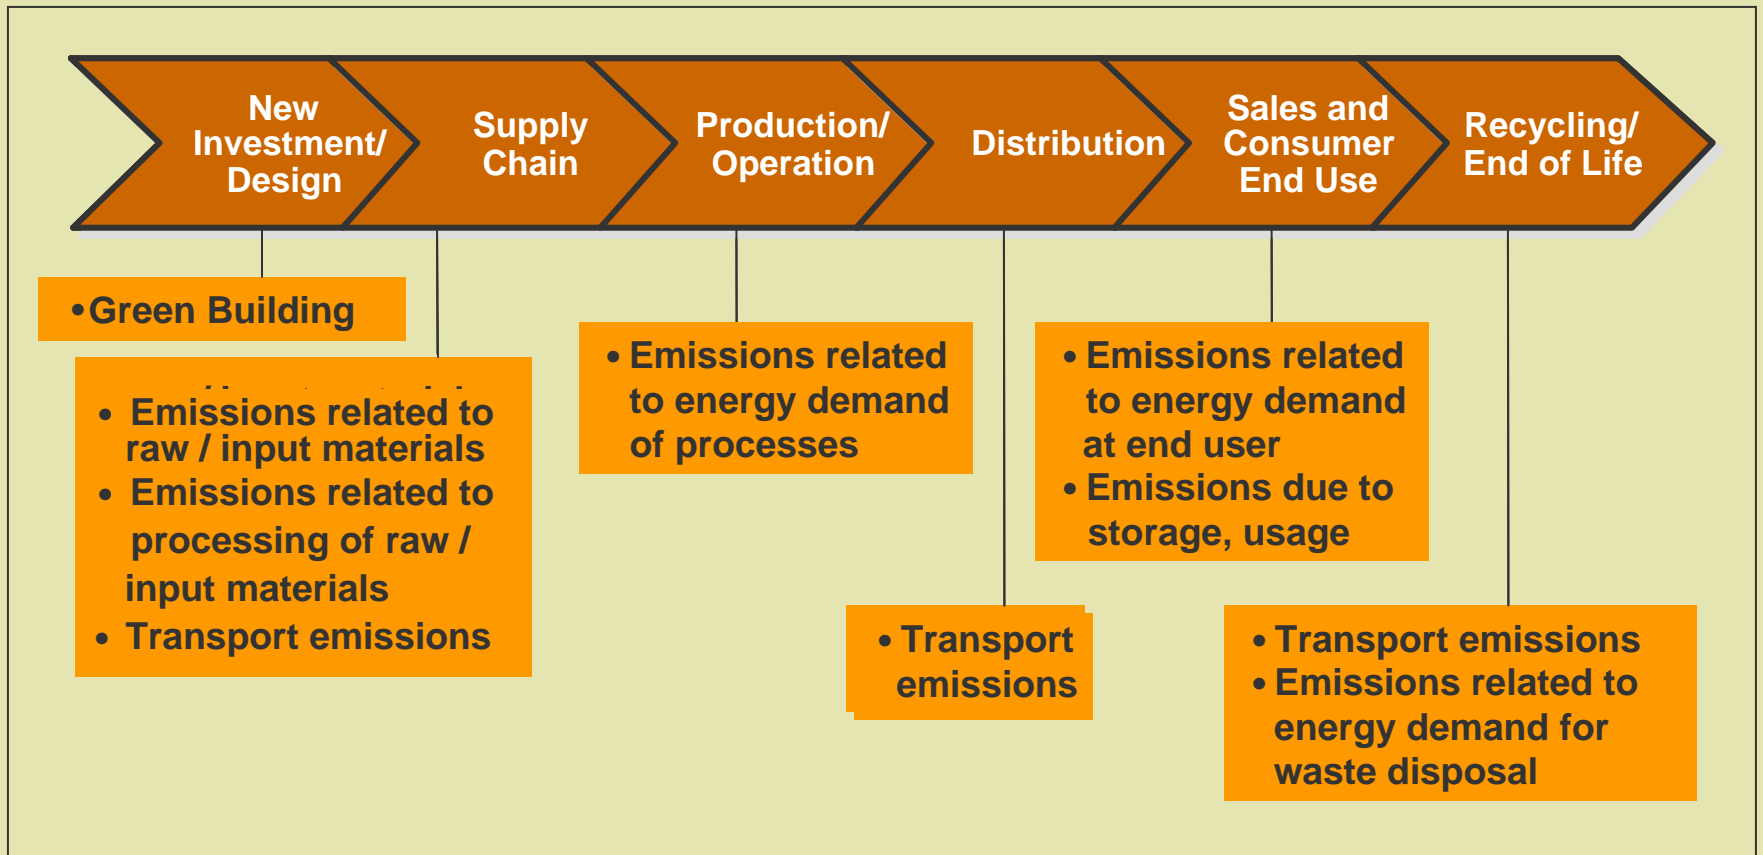 New
Investment/
Design
Supply
Chain
Production/
Operation
Distribution
Sales and
Consumer
End Use
Recycling/
End of Life
•Green Building
• Emissions related to
raw / input materials
• Emissions related to
processing of raw /
input materials
• Transport emissions
• Emissions related
to energy demand
of processes
• Transport
emissions
• Emissions related
to energy demand
at end user
• Emissions due to
storage, usage
• Transport emissions
• Emissions related to
energy demand for
waste disposal